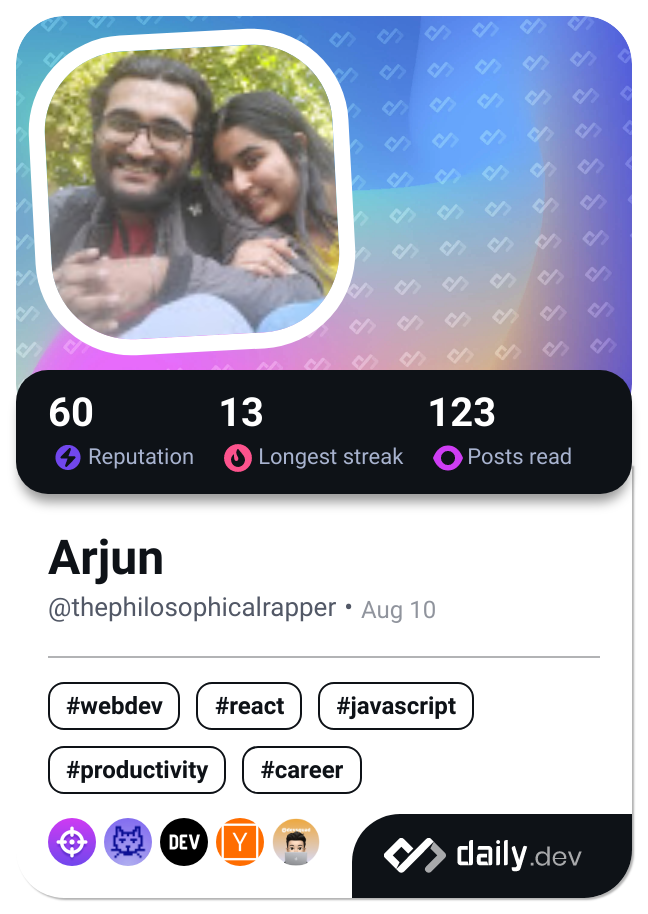 60 13 123
Reputation Longest streak Posts read
Arjun
@thephilosophicalrapper • Aug 10
#webdev #react #javascript
#productivity #career
DEV Y daily.dev